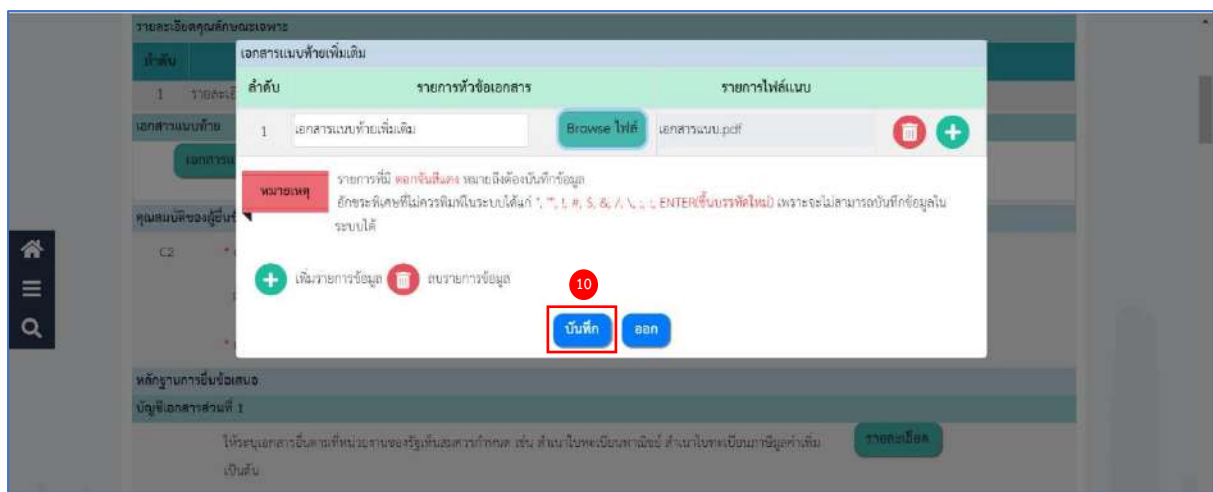 รายละเอียดคุณลักษณะเฉพาะ
ลำดับ
1 รายละเอี
เอกสารแนบท้าย
เอกสารแ
คุณสมบัติของผู้ยื่นข้
C2
เอกสารแนบท้ายเพิ่มเติม
ลำดับ รายการหัวข้อเอกสาร รายการไฟล์แนบ
1 เอกสารแนบท้ายเพิ่มเติม Browse ไฟล์ เอกสารแนบ.pdf
หมายเหตุ
รายการที่มี ดอกจันสีแดง หมายถึงต้องบันทึกข้อมูล
อักขระพิเศษที่ไม่ควรพิมพ์ในระบบได้แก่ ', ", !, #, $, &, /, \, ;, :, ENTER(ขึ้นบรรทัดใหม่) เพราะจะไม่สามารถบันทึกข้อมูลใน
ระบบได้
เพิ่มรายการข้อมูล ลบรายการข้อมูล
10
บันทึก ออก
หลักฐานการยื่นข้อเสนอ
บัญชีเอกสารส่วนที่ 1
ให้ระบุเอกสารอื่นตามที่หน่วยงานของรัฐเห็นสมควรกำหนด เช่น สำเนาใบทะเบียนพาณิชย์ สำเนาใบทะเบียนภาษีมูลค่าเพิ่ม รายละเอียด
เป็นต้น